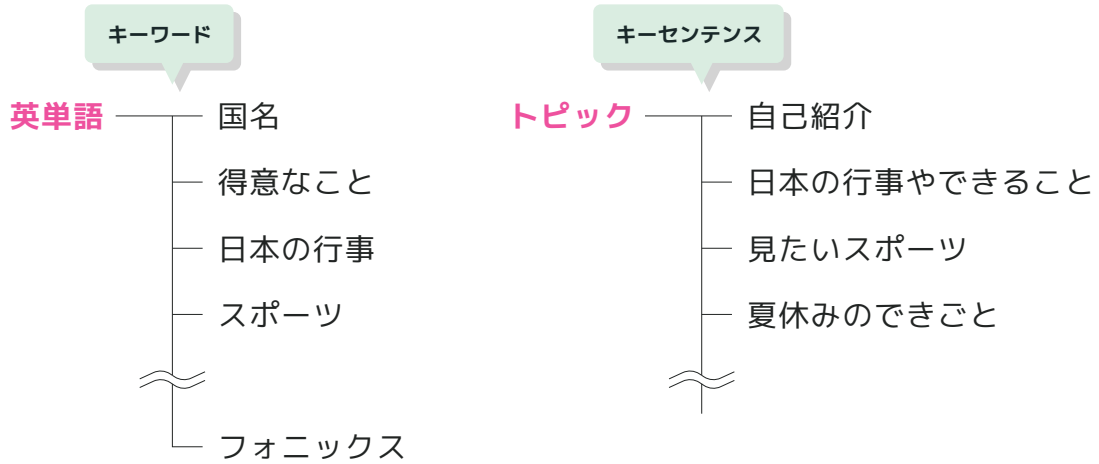 キーワード
英単語
国名
得意なこと
日本の行事
スポーツ
フォニックス
キーセンテンス
トピック
自己紹介
日本の行事やできること
見たいスポーツ
夏休みのできごと